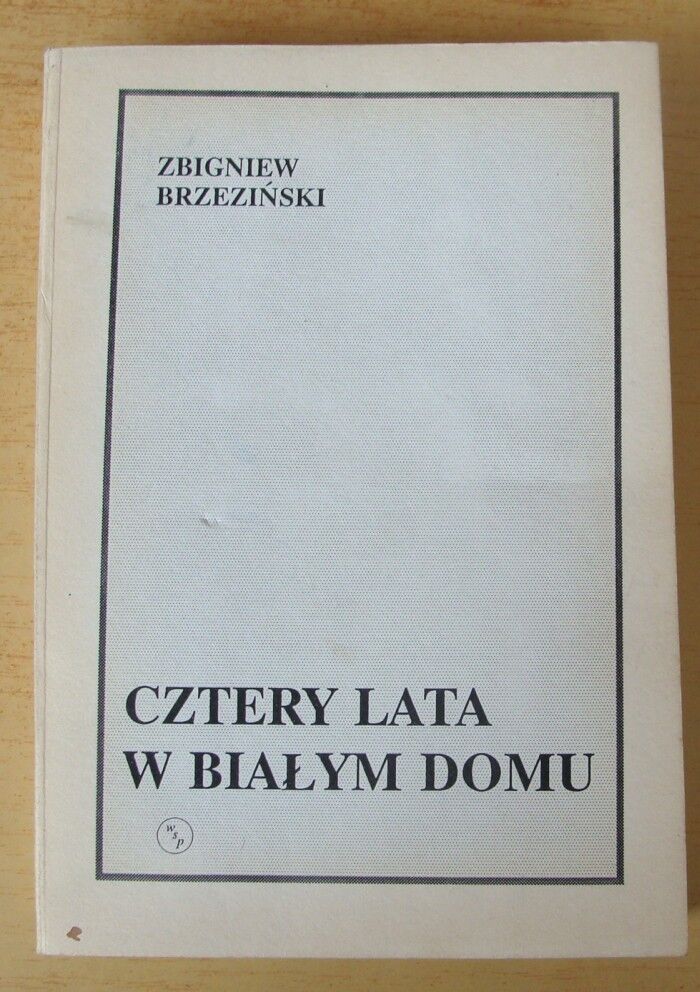 ZBIGNIEW
BRZEZIŃSKI
CZTERY LATA
W BIAŁYM DOMU
wsp